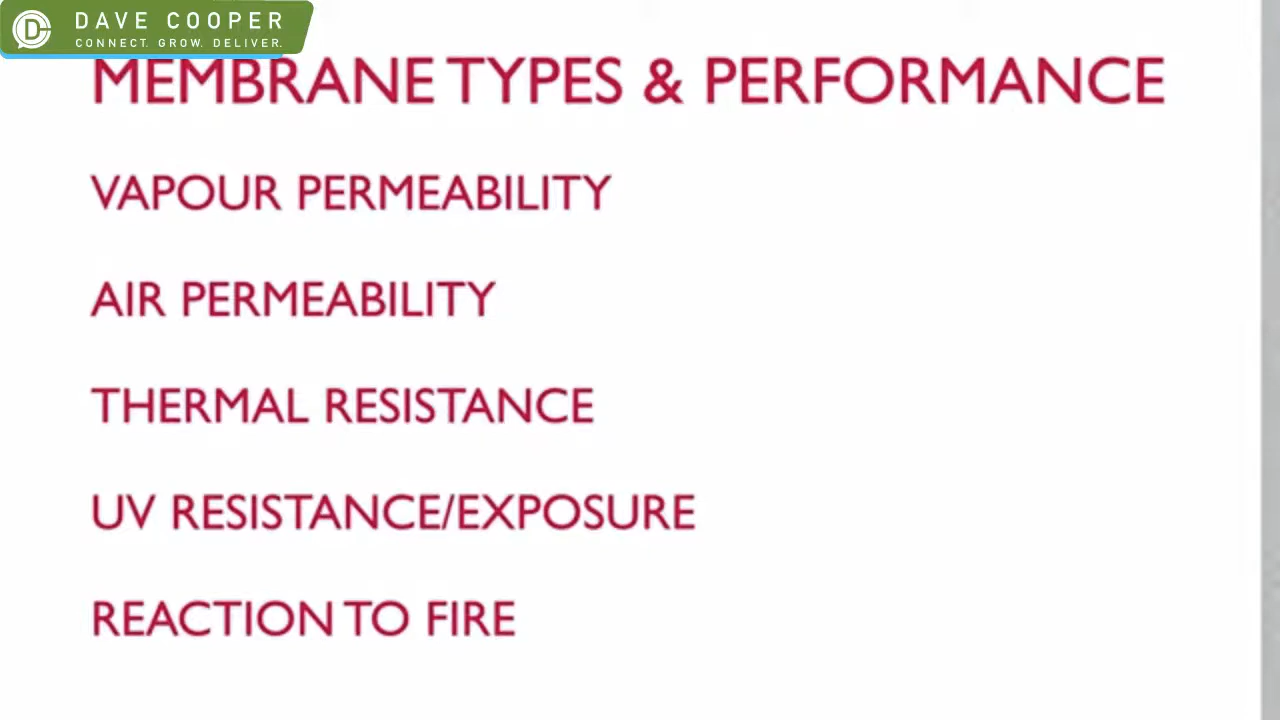 DAVE COOPER
CONNECT. GROW. DELIVER.
MEMBRANE TYPES & PERFORMANCE
VAPOUR PERMEABILITY
AIR PERMEABILITY
THERMAL RESISTANCE
UV RESISTANCE/EXPOSURE
REACTION TO FIRE